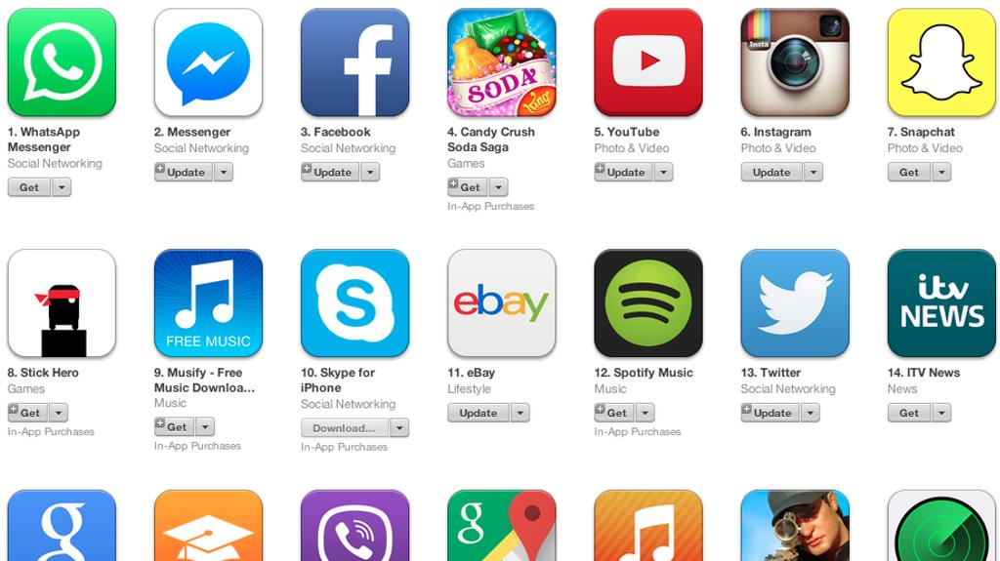 Insta
SODA
King
1. WhatsApp
Messenger
Social Networking
Get
2. Messenger
Social Networking
Update
3. Facebook
Social Networking
Update
4. Candy Crush
Soda Saga
Games
Get
In-App Purchases
5. YouTube
Photo & Video
Update
6. Instagram
Photo & Video
Update
7. Snapchat
Photo & Video
Get
FREE MUSIC
S
ebay
itv
NEWS
8. Stick Hero
Games
Get
In-App Purchases
9. Musify - Free
Music Downloa...
Music
Get
In-App Purchases
10. Skype for
iPhone
Social Networking
Download...
In-App Purchases
11. eBay
Lifestyle
Update
12. Spotify Music
Music
Get
In-App Purchases
13. Twitter
Social Networking
Update
14. ITV News
News
Get
g
g